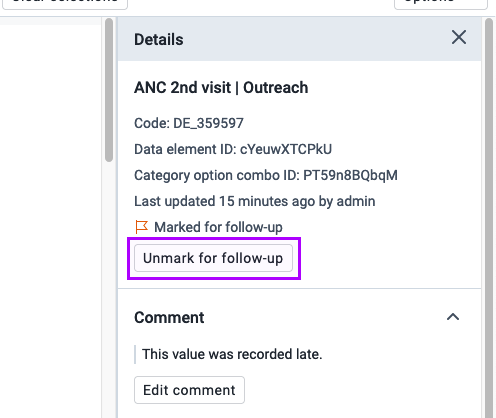 Clear selections
Options
Details
ANC 2nd visit | Outreach
Code: DE_359597
Data element ID: cYeuwXTCPkU
Category option combo ID: PT59n8BQbqM
Last updated 15 minutes ago by admin
Marked for follow-up
Unmark for follow-up
Comment
This value was recorded late.
Edit comment